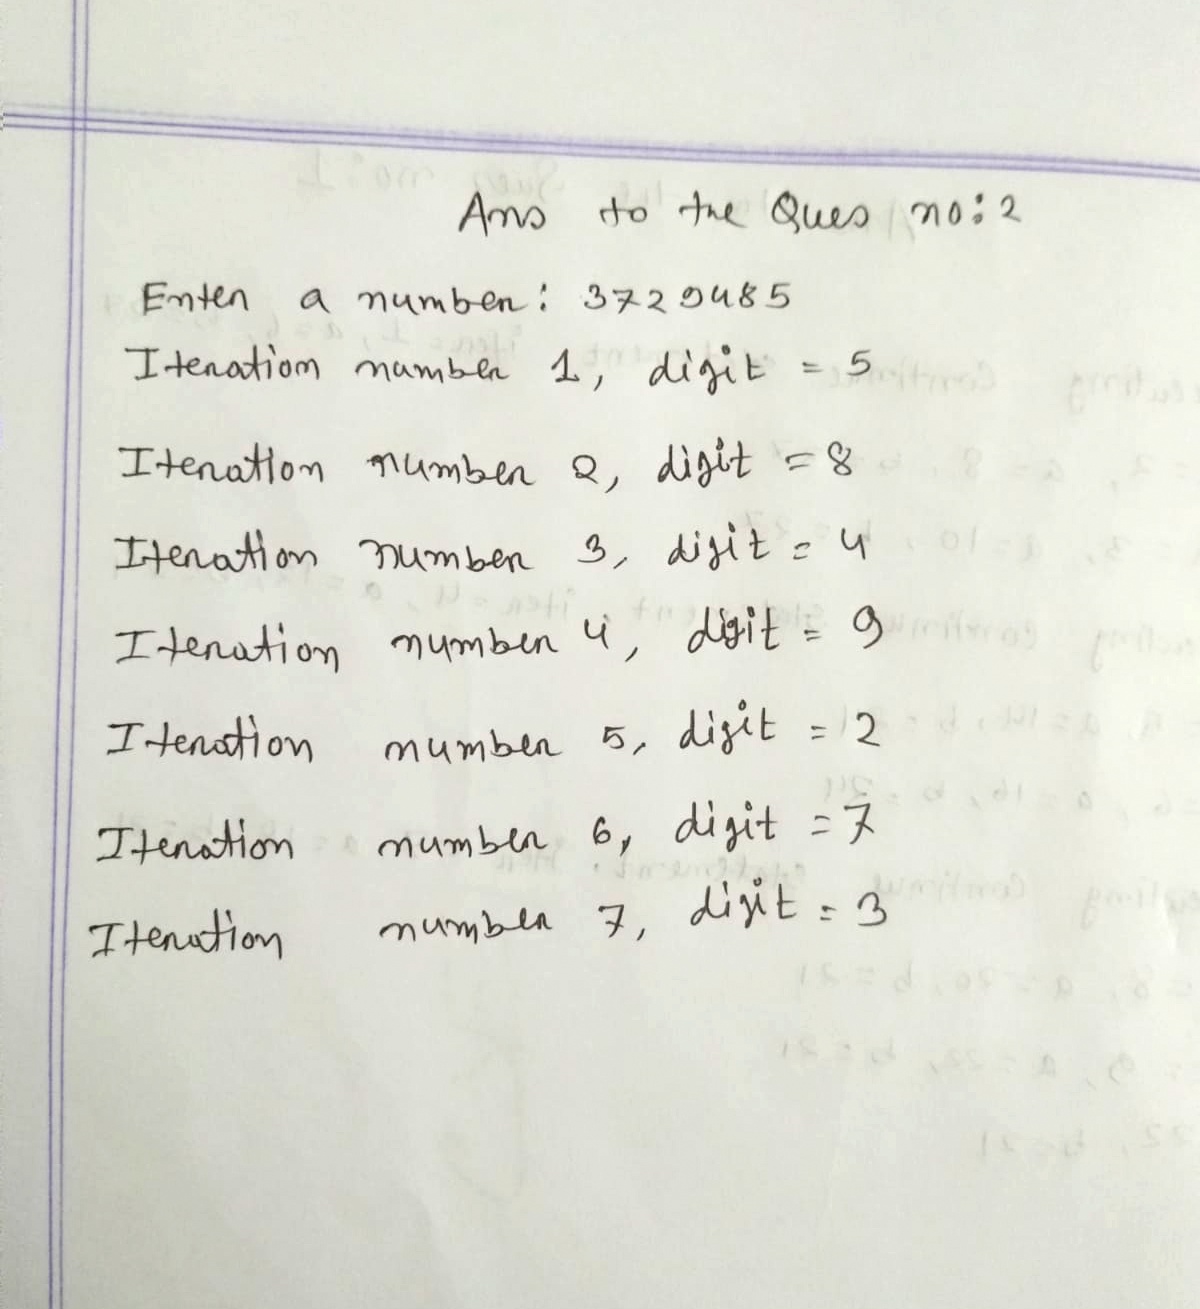 Ans to the Ques no: 2
Enter a number: 3729485
Iteration number 1, digit = 5
Iteration number 2, digit = 8
Iteration number 3, digit = 4
Iteration number 4, digit = 9
Iteration number 5, digit = 2
Iteration number 6, digit = 7
Iteration number 7, digit = 3